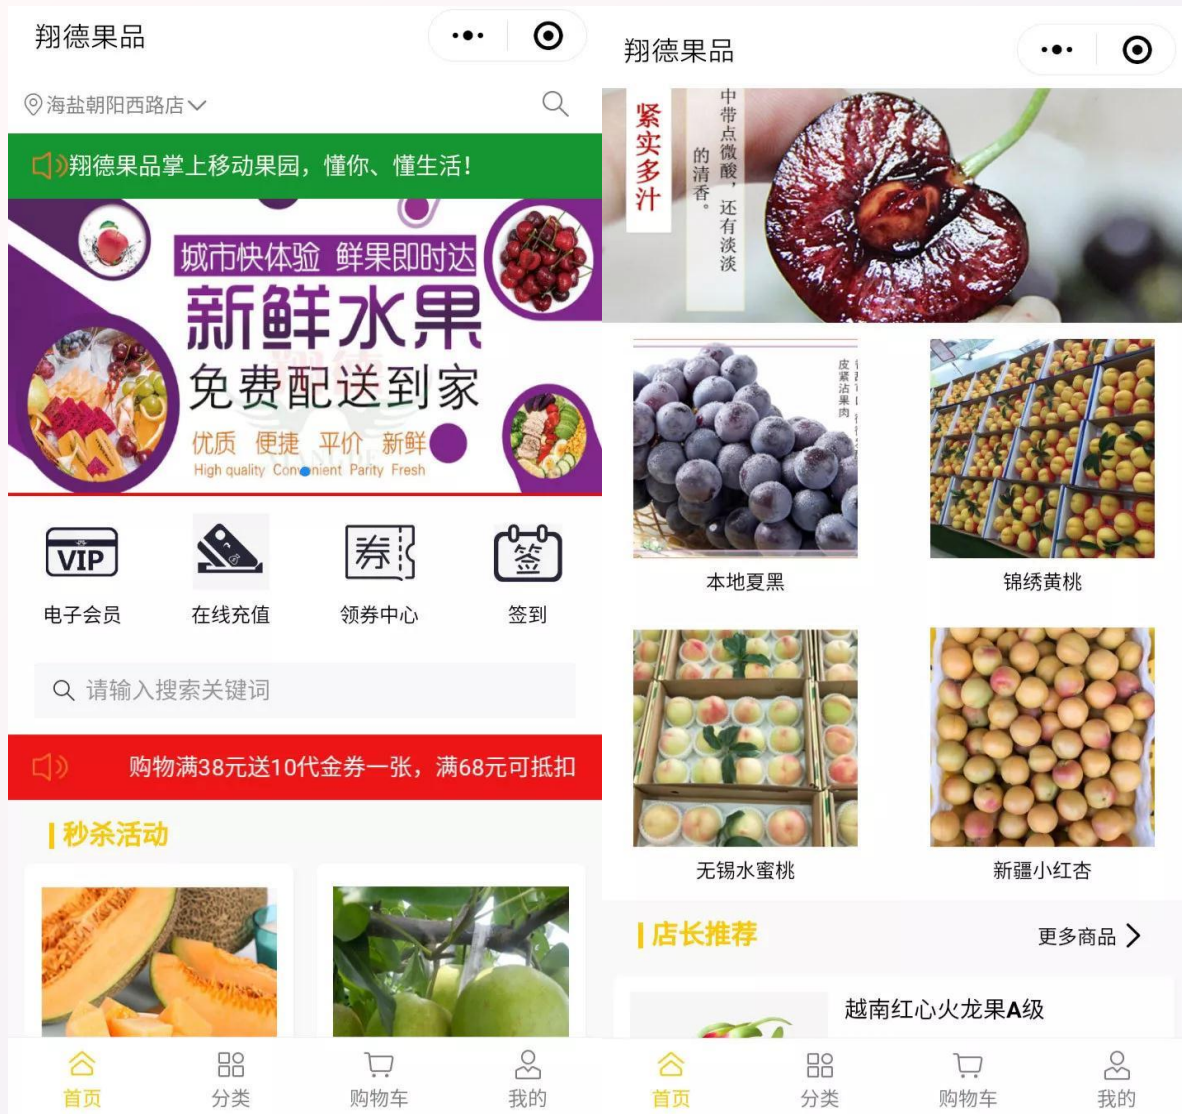 翔德果品
海盐朝阳西路店
翔德果品掌上移动果园，懂你、懂生活！
城市快体验 鲜果即时达
新鲜水果
免费配送到家
优质 便捷 平价 新鲜
High quality Convenient Parity Fresh
VIP
券
签
电子会员
在线充值
领券中心
签到
请输入搜索关键词
购物满38元送10代金券一张，满68元可抵扣
秒杀活动
首页
分类
购物车
我的
翔德果品
紧实多汁
中带点微酸，还有淡淡
的清香。
皮紧沾果肉
本地夏黑
锦绣黄桃
无锡水蜜桃
新疆小红杏
店长推荐
更多商品
越南红心火龙果A级
首页
分类
购物车
我的